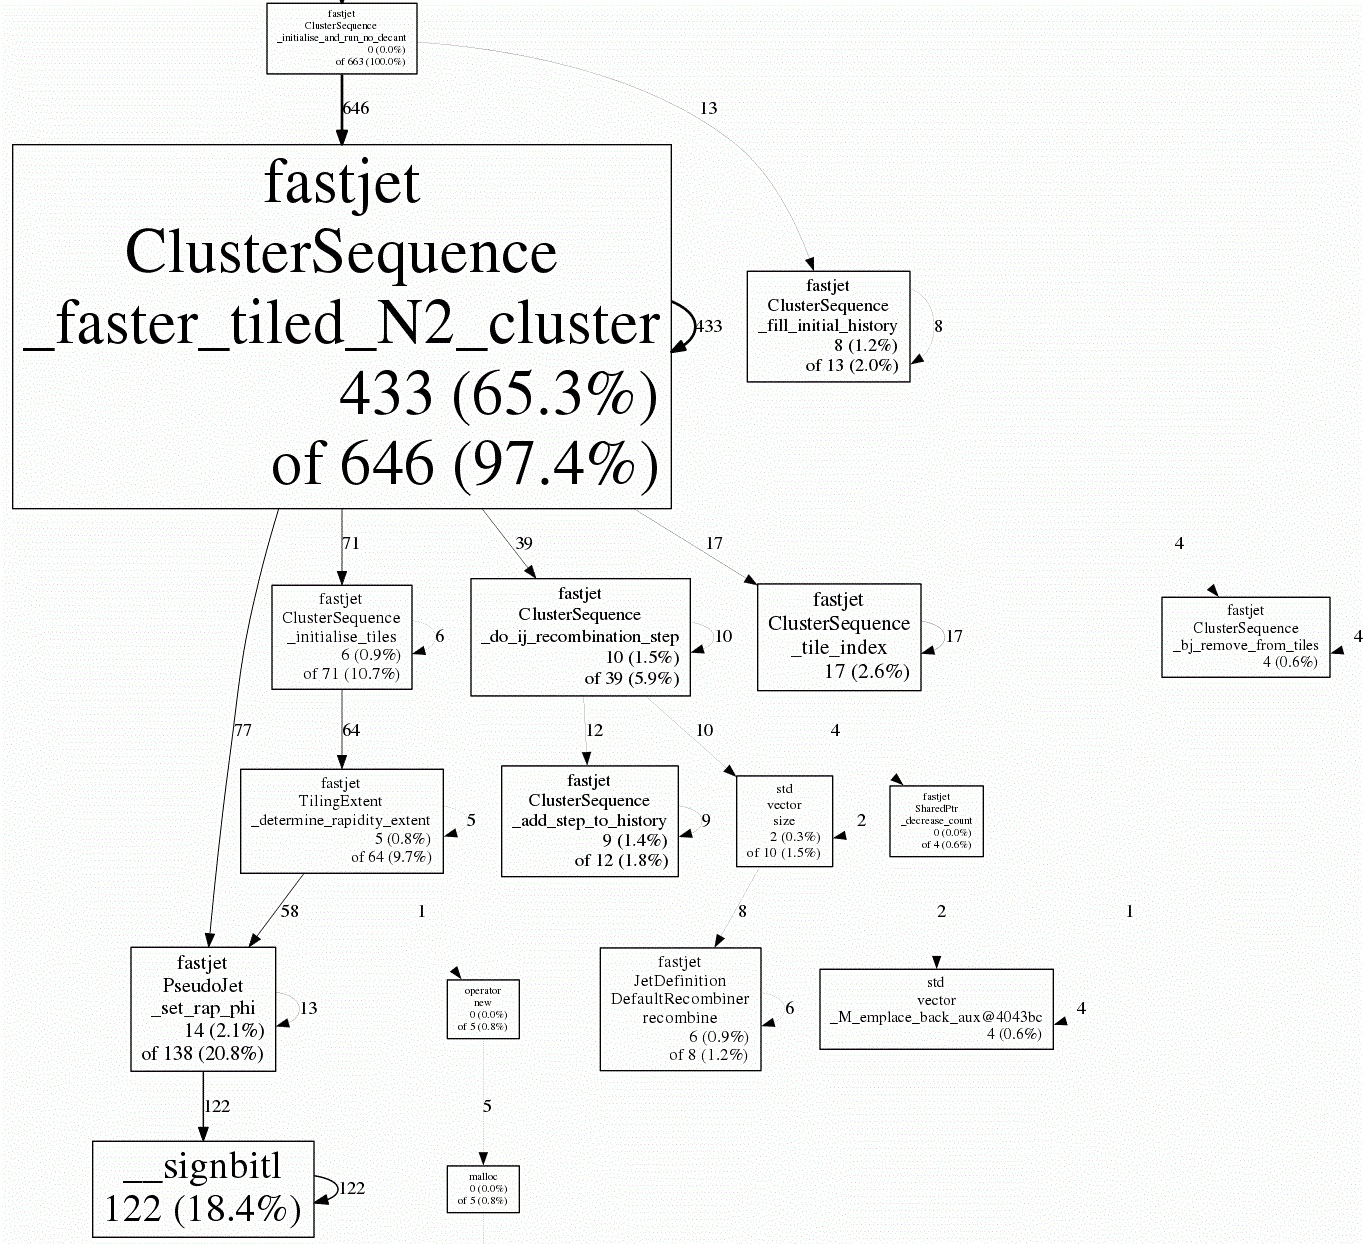 fastjet
ClusterSequence
_initialise_and_run_no_decant
0 (0.0%)
of 663 (100.0%)
646
13
fastjet
ClusterSequence
_faster_tiled_N2_cluster
433 (65.3%)
of 646 (97.4%)
433
fastjet
ClusterSequence
_fill_initial_history
8 (1.2%)
of 13 (2.0%)
8
71
39
17
4
fastjet
ClusterSequence
_initialise_tiles
6 (0.9%)
of 71 (10.7%)
6
fastjet
ClusterSequence
_do_ij_recombination_step
10 (1.5%)
of 39 (5.9%)
10
fastjet
ClusterSequence
_tile_index
17 (2.6%)
17
fastjet
ClusterSequence
_bj_remove_from_tiles
4 (0.6%)
4
77
64
12
10
4
fastjet
TilingExtent
_determine_rapidity_extent
5 (0.8%)
of 64 (9.7%)
5
fastjet
ClusterSequence
_add_step_to_history
9 (1.4%)
of 12 (1.8%)
9
std
vector
size
2 (0.3%)
of 10 (1.5%)
2
fastjet
SharedPtr
_decrease_count
0 (0.0%)
of 4 (0.6%)
58
1
8
2
1
fastjet
PseudoJet
_set_rap_phi
14 (2.1%)
of 138 (20.8%)
13
operator
new
0 (0.0%)
of 5 (0.8%)
fastjet
JetDefinition
DefaultRecombiner
recombine
6 (0.9%)
of 8 (1.2%)
6
std
vector
_M_emplace_back_aux@4043bc
4 (0.6%)
4
122
5
__signbitl
122 (18.4%)
122
malloc
0 (0.0%)
of 5 (0.8%)